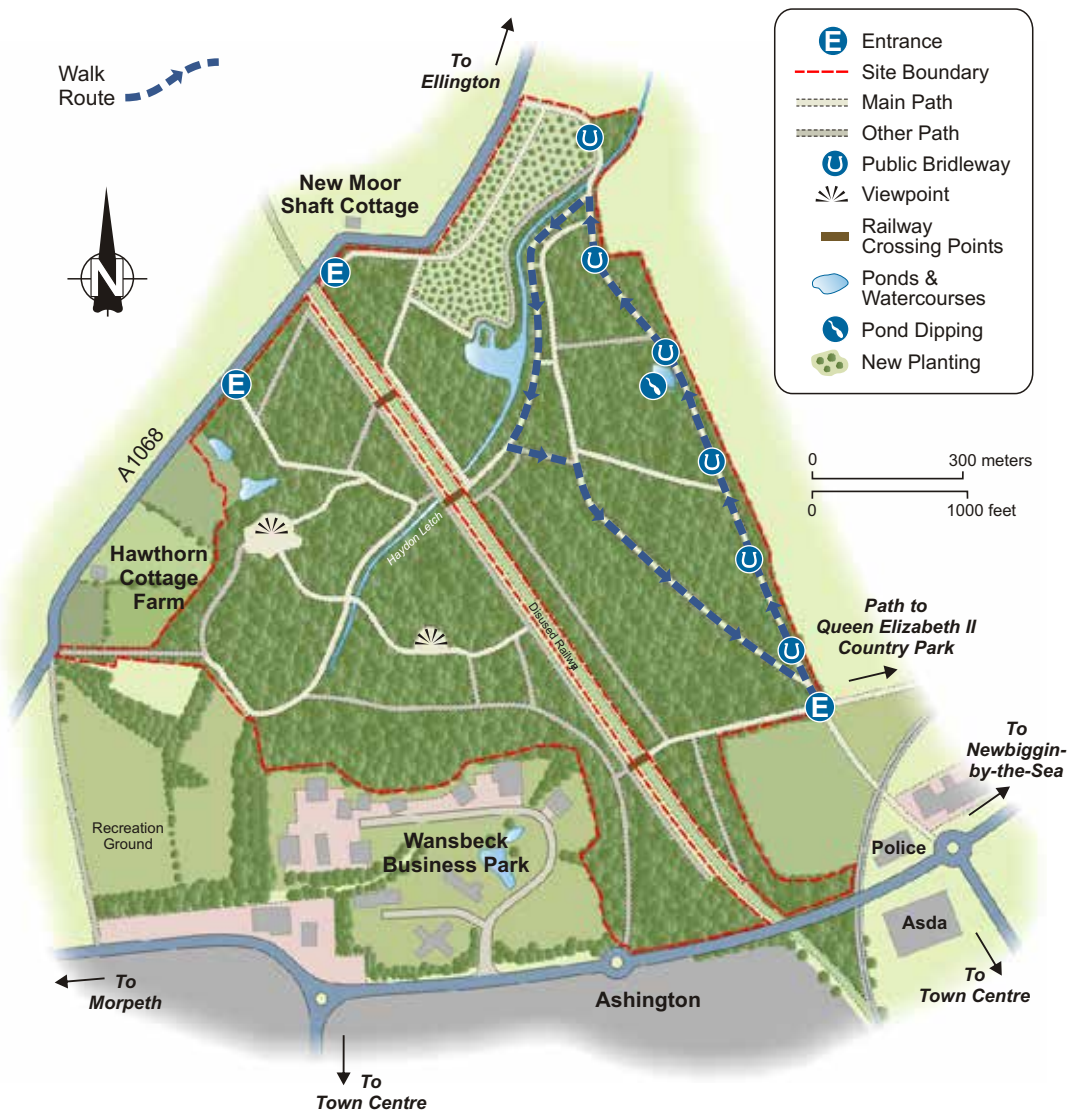 Walk
Route
To
Ellington
E Entrance
Site Boundary
Main Path
Other Path
U Public Bridleway
Viewpoint
Railway
Crossing Points
Ponds &
Watercourses
Pond Dipping
New Planting
N
New Moor
Shaft Cottage
U
E
U
U
E
A1068
U
0 300 meters
0 1000 feet
Haydon Letch
Hawthorn
Cottage
Farm
U
Disused Railwa
Path to
Queen Elizabeth II
Country Park
U
E
To
Newbiggin-
by-the-Sea
Recreation
Ground
Wansbeck
Business Park
Police
Asda
To
Morpeth
Ashington
To
Town Centre
To
Town Centre